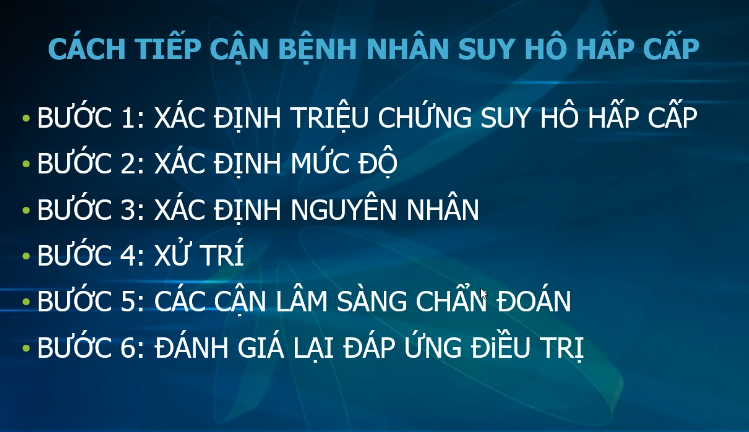 CÁCH TIẾP CẬN BỆNH NHÂN SUY HÔ HẤP CẤP
• BƯỚC 1: XÁC ĐỊNH TRIỆU CHỨNG SUY HÔ HẤP CẤP
• BƯỚC 2: XÁC ĐỊNH MỨC ĐỘ
• BƯỚC 3: XÁC ĐỊNH NGUYÊN NHÂN
• BƯỚC 4: XỬ TRÍ
• BƯỚC 5: CÁC CẬN LÂM SÀNG CHẨN ĐOÁN
• BƯỚC 6: ĐÁNH GIÁ LẠI ĐÁP ỨNG ĐiỀU TRỊ